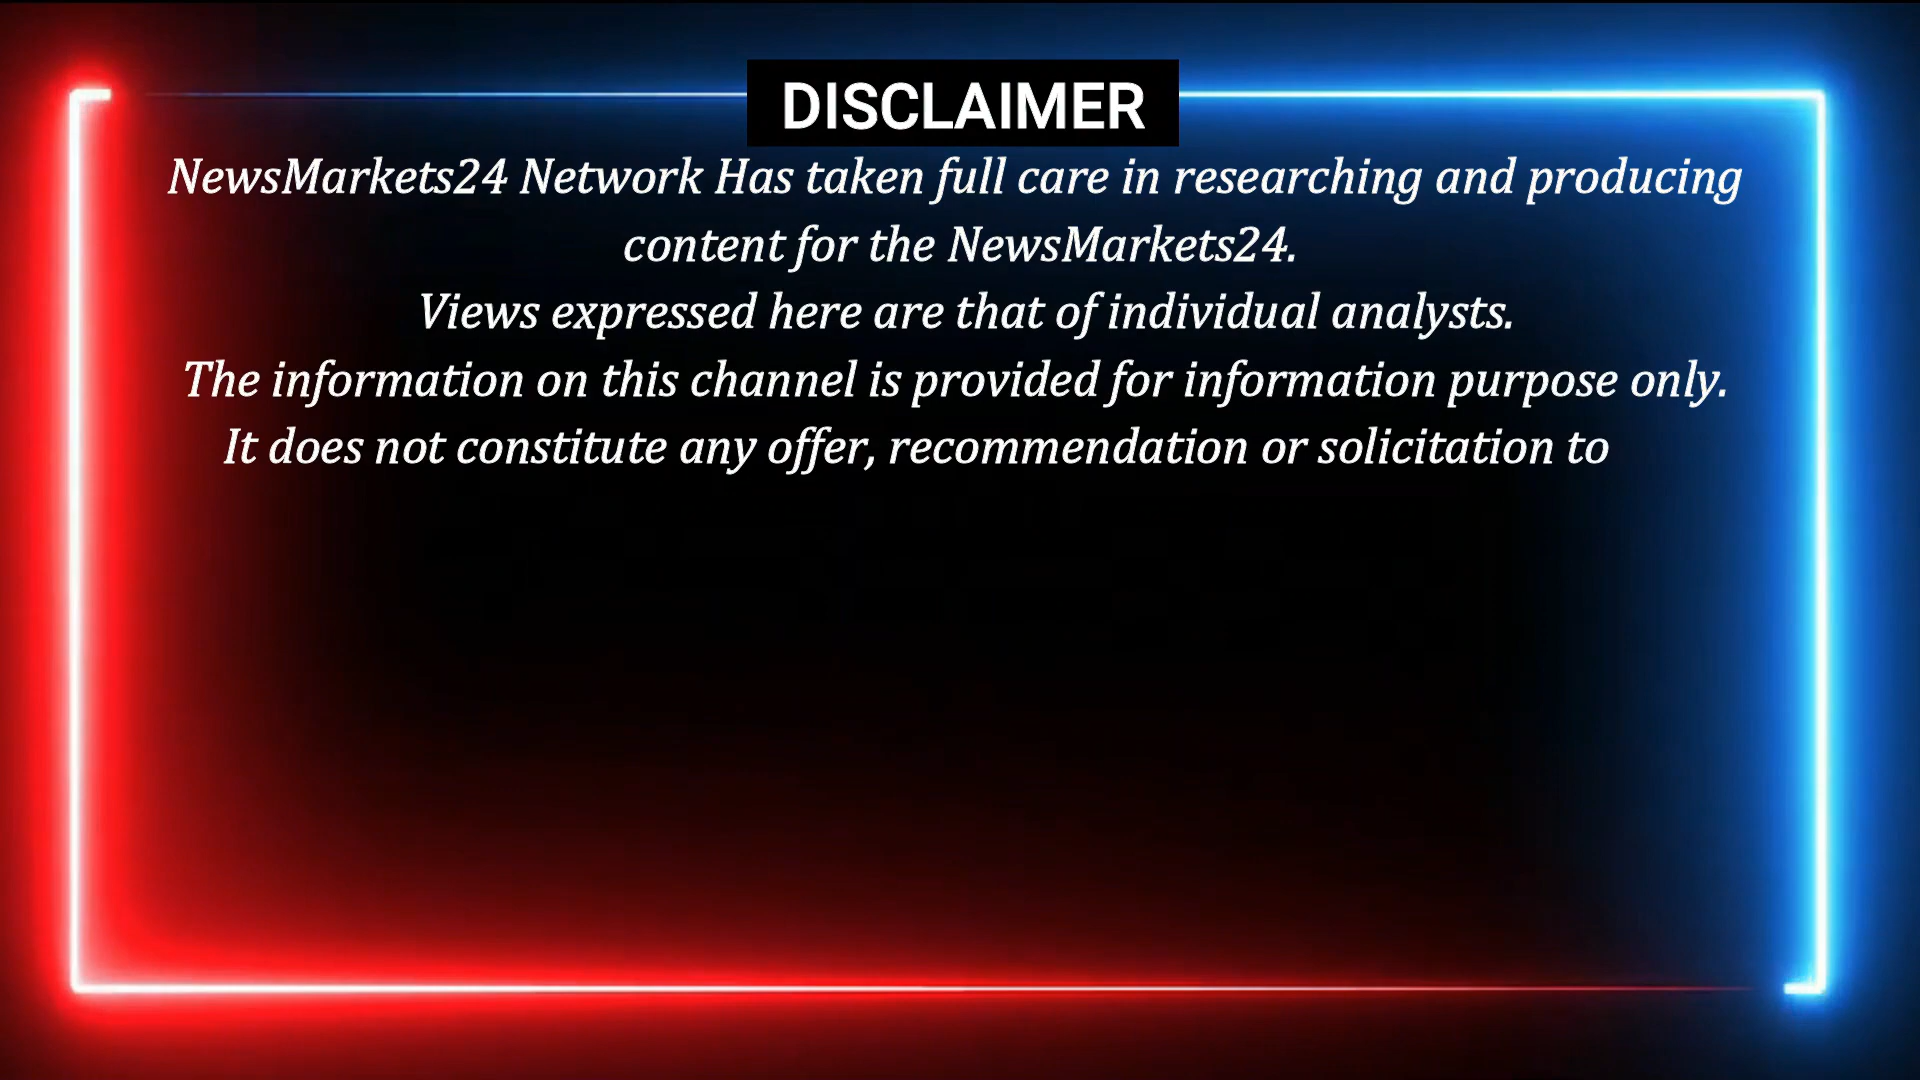 DISCLAIMER
NewsMarkets24 Network Has taken full care in researching and producing
content for the NewsMarkets24.
Views expressed here are that of individual analysts.
The information on this channel is provided for information purpose only.
It does not constitute any offer, recommendation or solicitation to